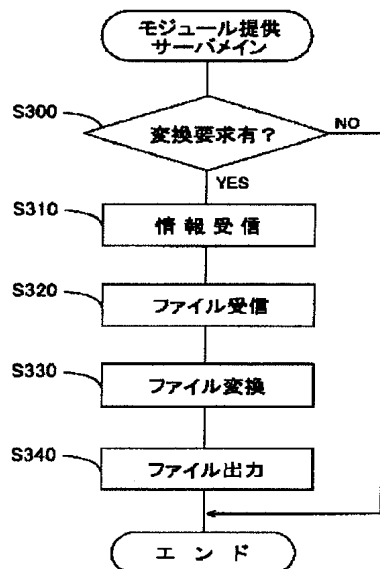 モジュール提供
サーバメイン
S300
変換要求有?
NO
YES
S310
情報受信
S320
ファイル受信
S330
ファイル変換
S340
ファイル出力
エンド